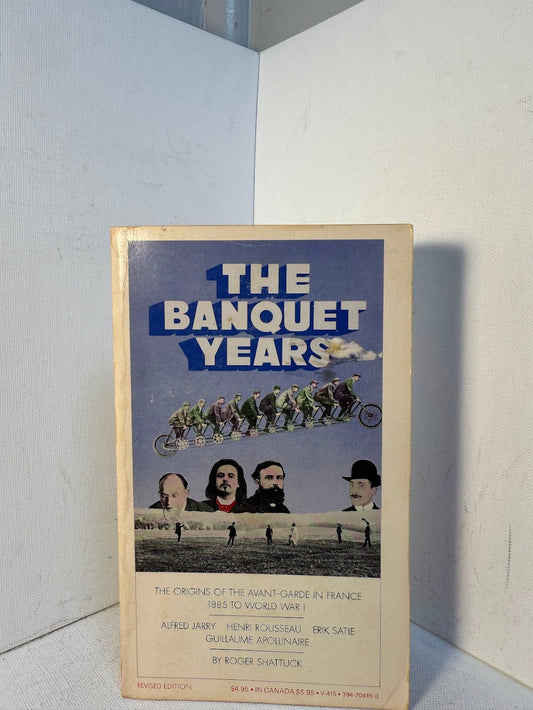 THE
BANQUET
YEARS
THE ORIGINS OF THE AVANT-GARDE IN FRANCE
1885 TO WORLD WAR I
ALFRED JARRY HENRI ROUSSEAU ERIK SATIE
GUILLAUME APOLLINAIRE
BY ROGER SHATTUCK
REVISED EDITION $4.95 • IN CANADA $5.95 • V-415 • 394-70415-0